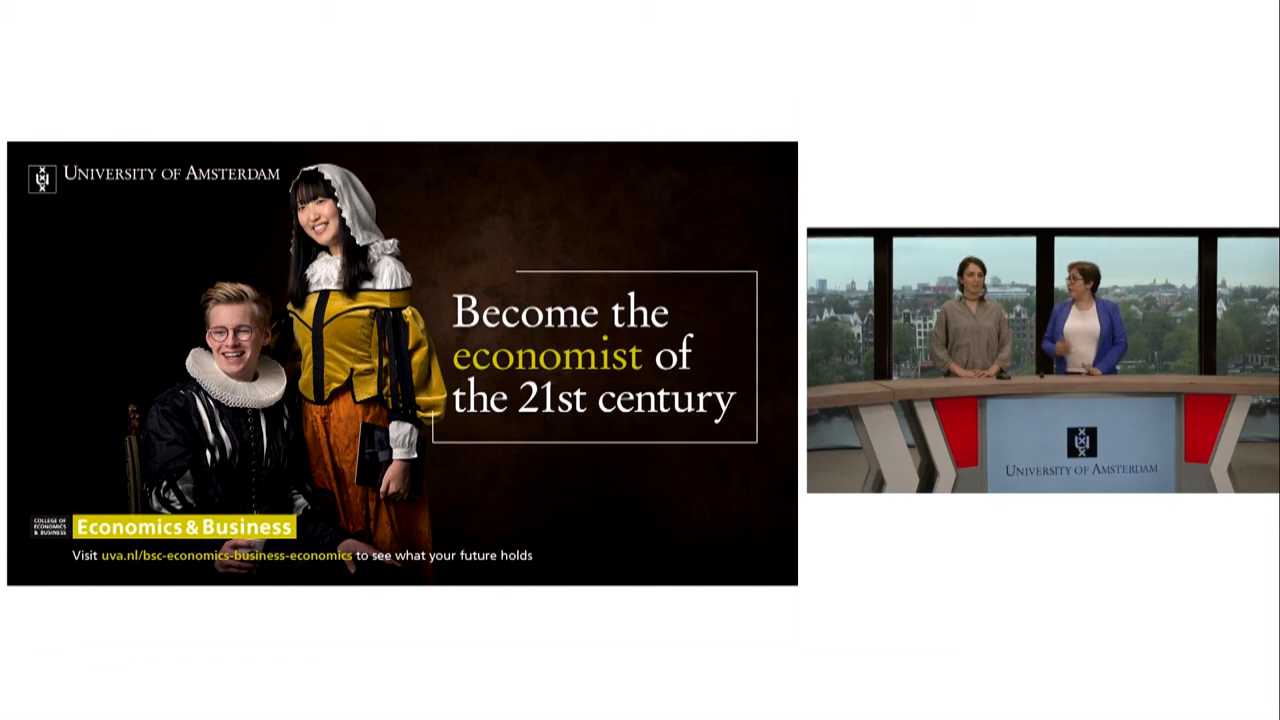 UNIVERSITY OF AMSTERDAM
Become the
economist of
the 21st century
COLLEGE OF
ECONOMICS
& BUSINESS
Economics & Business
Visit uva.nl/bsc-economics-business-economics to see what your future holds
UNIVERSITY OF AMSTERDAM